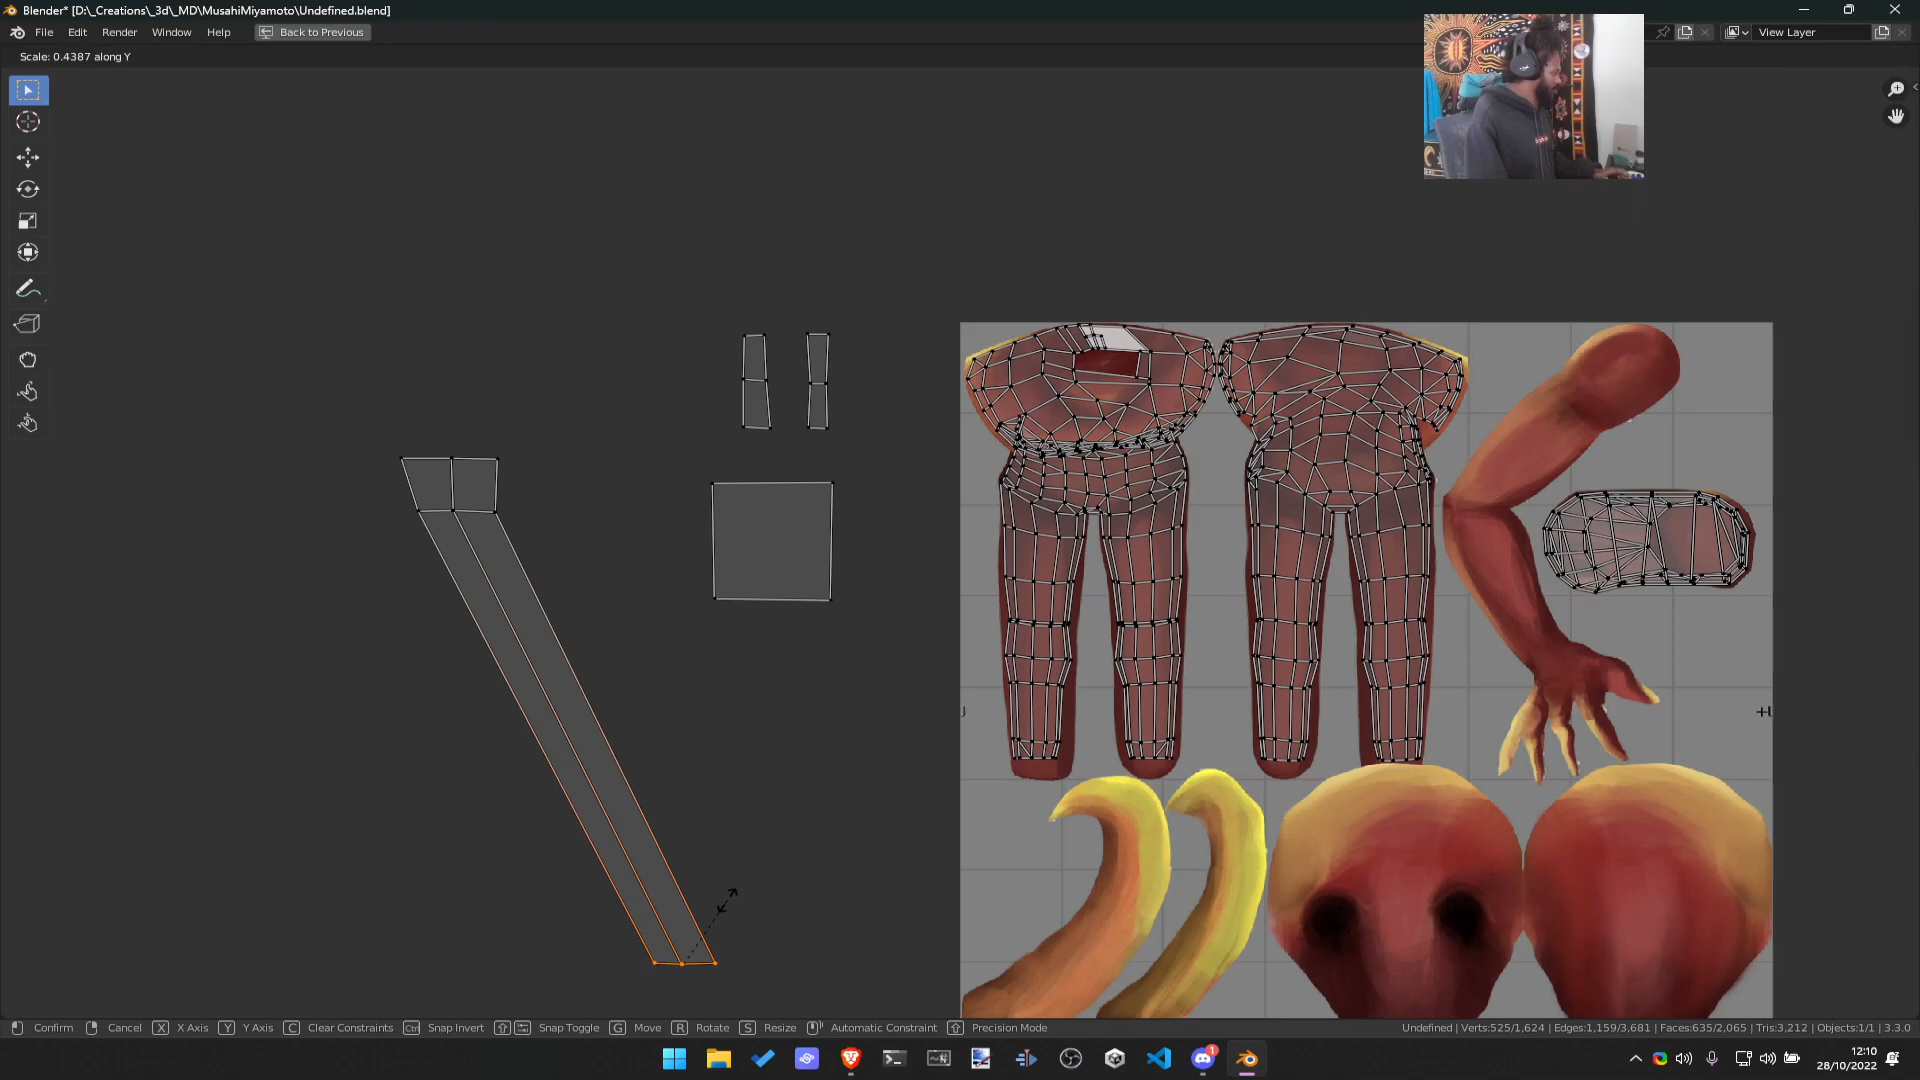 Blender* [D:\_Creations\_3d\_MD\MusahiMiyamoto\Undefined.blend]
File Edit Render Window Help Back to Previous View Layer
Scale: 0.4387 along Y
Confirm Cancel X X Axis Y Y Axis C Clear Constraints Ctrl Snap Invert Snap Toggle G Move R Rotate S Resize Automatic Constraint Precision Mode Undefined | Verts:525/1,624 | Edges:1,159/3,681 | Faces:635/2,065 | Tris:3,212 | Objects:1/1 | 3.3.0
1
12:10
28/10/2022